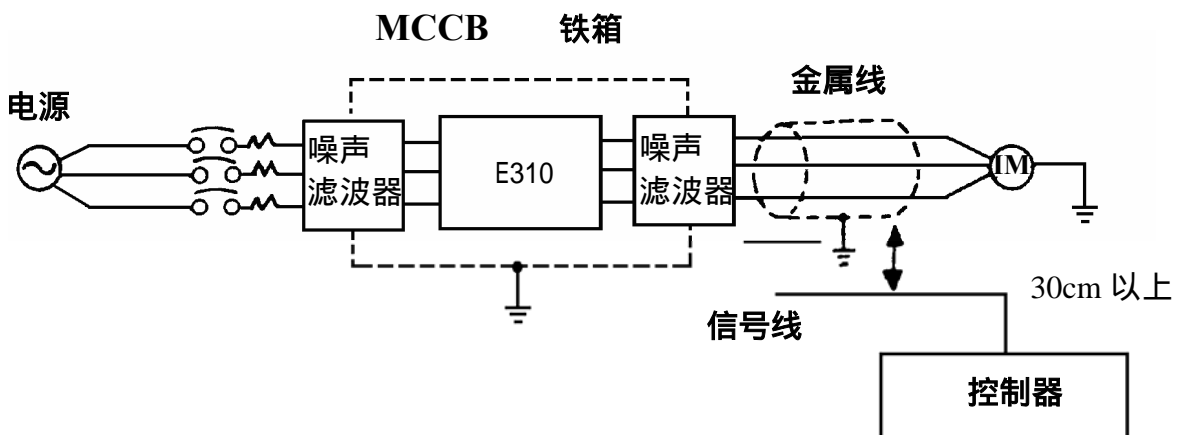 MCCB 铁箱
金属线
电源
噪声
滤波器
E310
噪声
滤波器
IM
30cm 以上
信号线
控制器